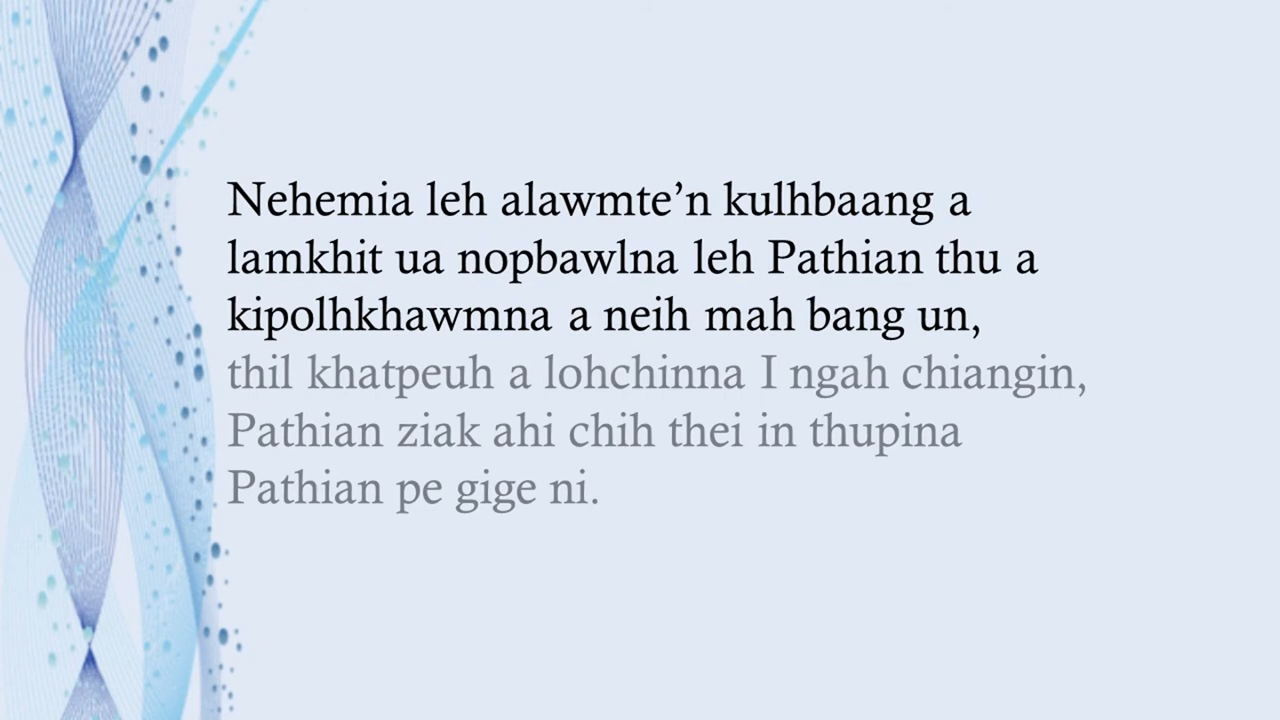 Nehemia leh alawmte’n kulhbaang a
lamkhit ua nopbawlna leh Pathian thu a
kipolhkhawmna a neih mah bang un,
thil khatpeuh a lohchinna I ngah chiangin,
Pathian ziak ahi chih thei in thupina
Pathian pe gige ni.